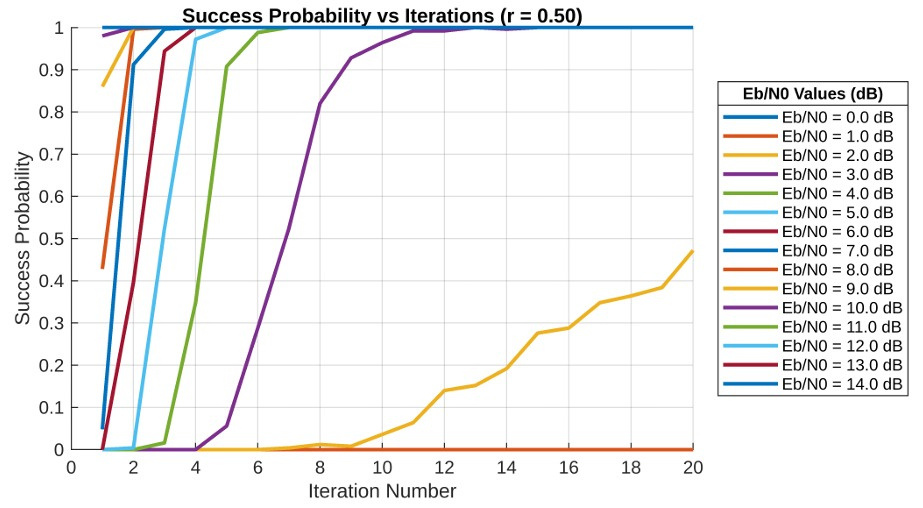 Success Probability vs Iterations (r = 0.50)
1
0.9
0.8
0.7
0.6
0.5
0.4
0.3
0.2
0.1
0
Success Probability
0 2 4 6 8 10 12 14 16 18 20
Iteration Number
Eb/N0 Values (dB)
Eb/N0 = 0.0 dB
Eb/N0 = 1.0 dB
Eb/N0 = 2.0 dB
Eb/N0 = 3.0 dB
Eb/N0 = 4.0 dB
Eb/N0 = 5.0 dB
Eb/N0 = 6.0 dB
Eb/N0 = 7.0 dB
Eb/N0 = 8.0 dB
Eb/N0 = 9.0 dB
Eb/N0 = 10.0 dB
Eb/N0 = 11.0 dB
Eb/N0 = 12.0 dB
Eb/N0 = 13.0 dB
Eb/N0 = 14.0 dB